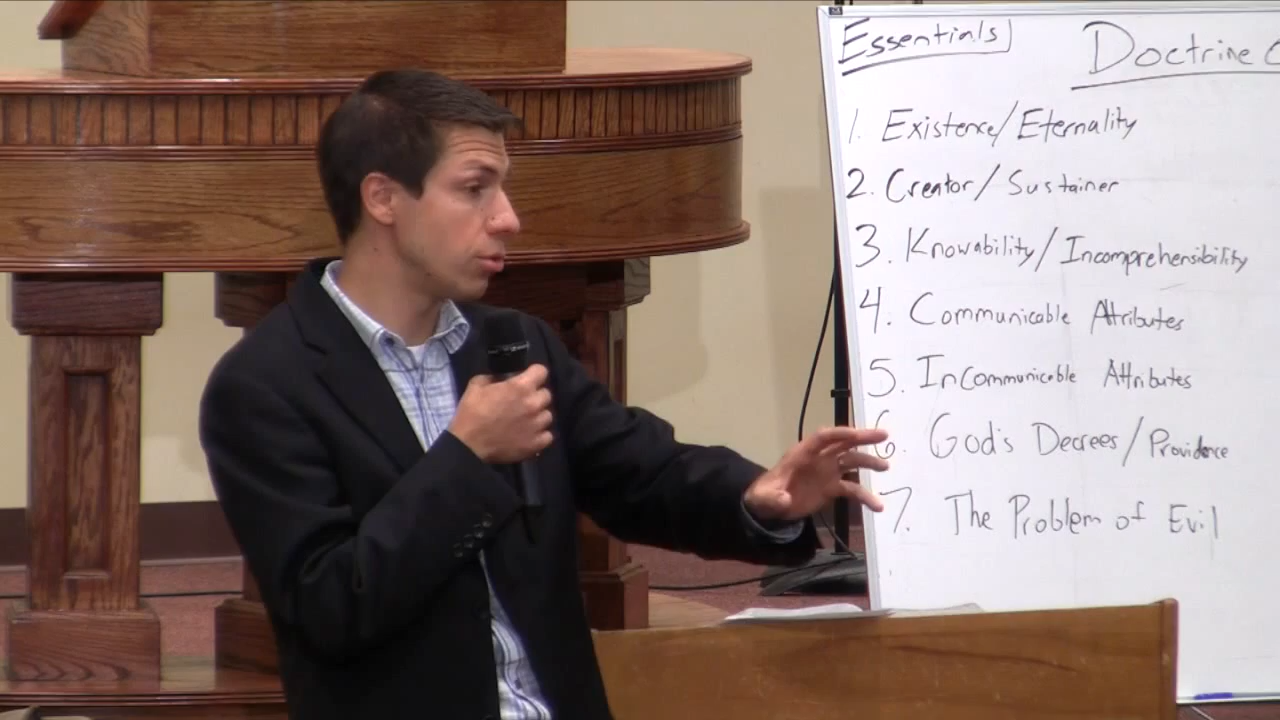 Essentials
Doctrine
1. Existence/Eternality
2. Creator/Sustainer
3. Knowability/Incomprehensibility
4. Communicable Attributes
5. Incommunicable Attributes
6. God's Decrees/Providence
7. The Problem of Evil